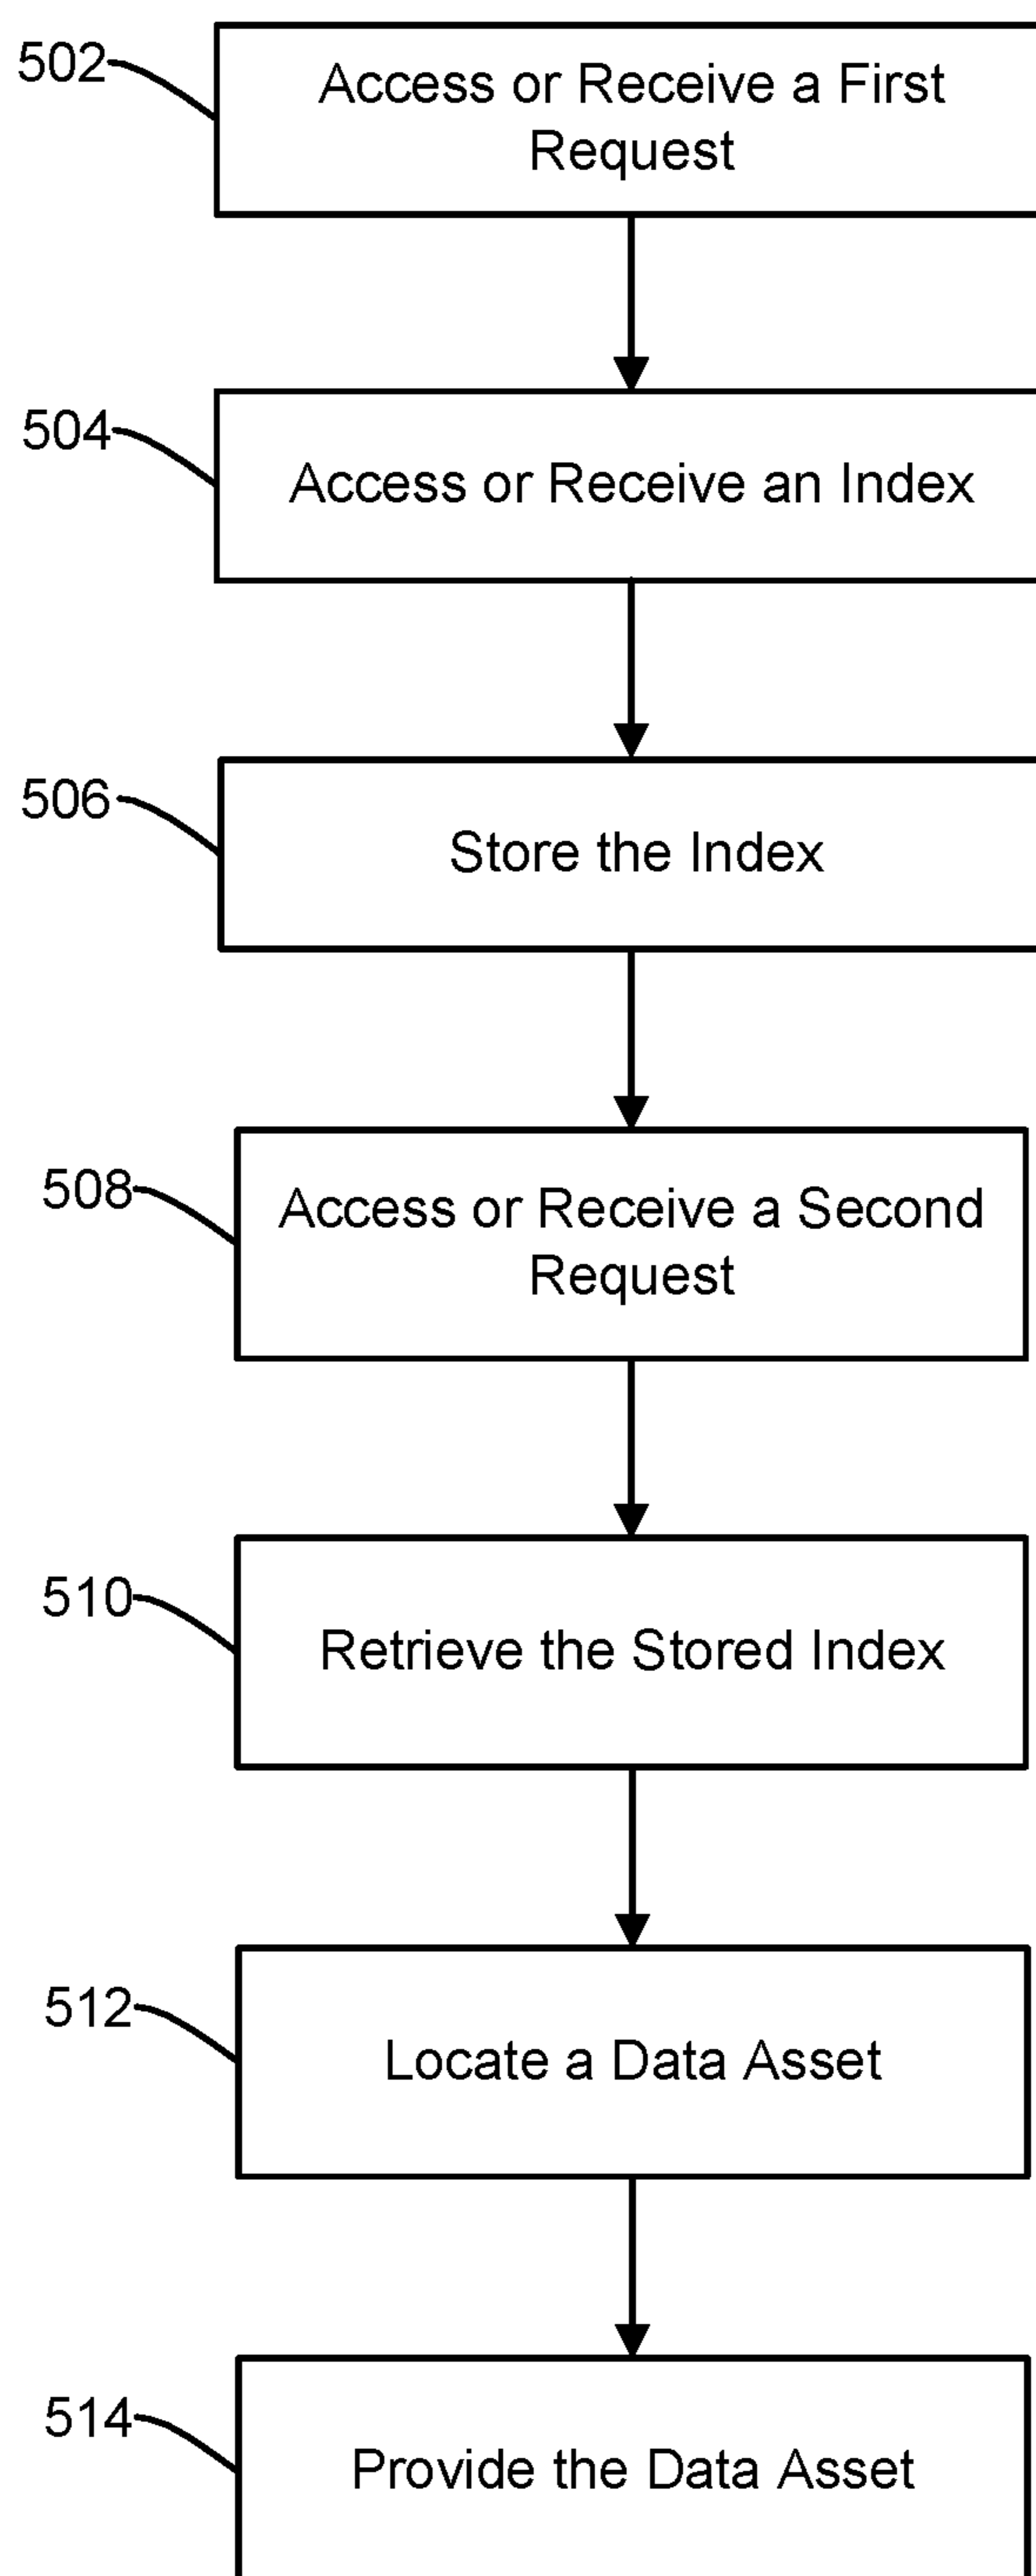 502
Access or Receive a First
Request
504
Access or Receive an Index
506
Store the Index
508
Access or Receive a Second
Request
510
Retrieve the Stored Index
512
Locate a Data Asset
514
Provide the Data Asset